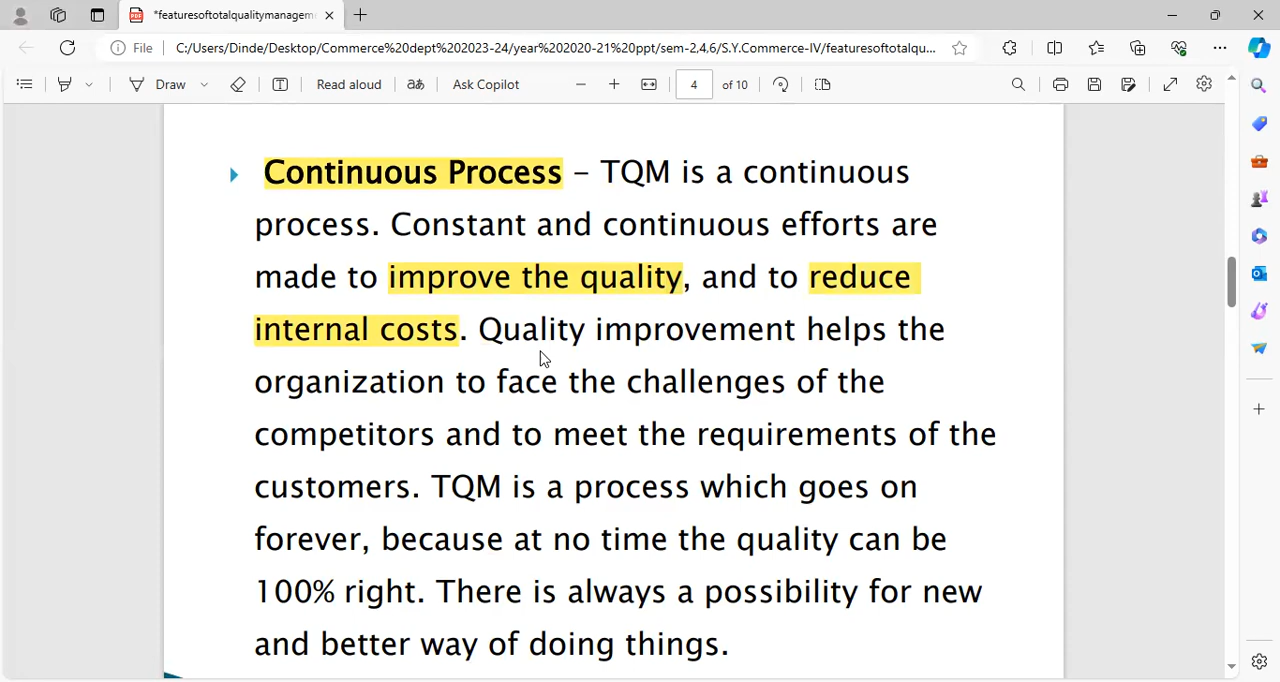 *featuresoftotalqualitymanagem
File
C:/Users/Dinde/Desktop/Commerce%20dept%202023-24/year%202020-21%20ppt/sem-2,4,6/S.Y.Commerce-IV/featuresoftotalqu...
Draw
Read aloud
aあ
Ask Copilot
4
of 10
Continuous Process – TQM is a continuous
process. Constant and continuous efforts are
made to improve the quality, and to reduce
internal costs. Quality improvement helps the
organization to face the challenges of the
competitors and to meet the requirements of the
customers. TQM is a process which goes on
forever, because at no time the quality can be
100% right. There is always a possibility for new
and better way of doing things.